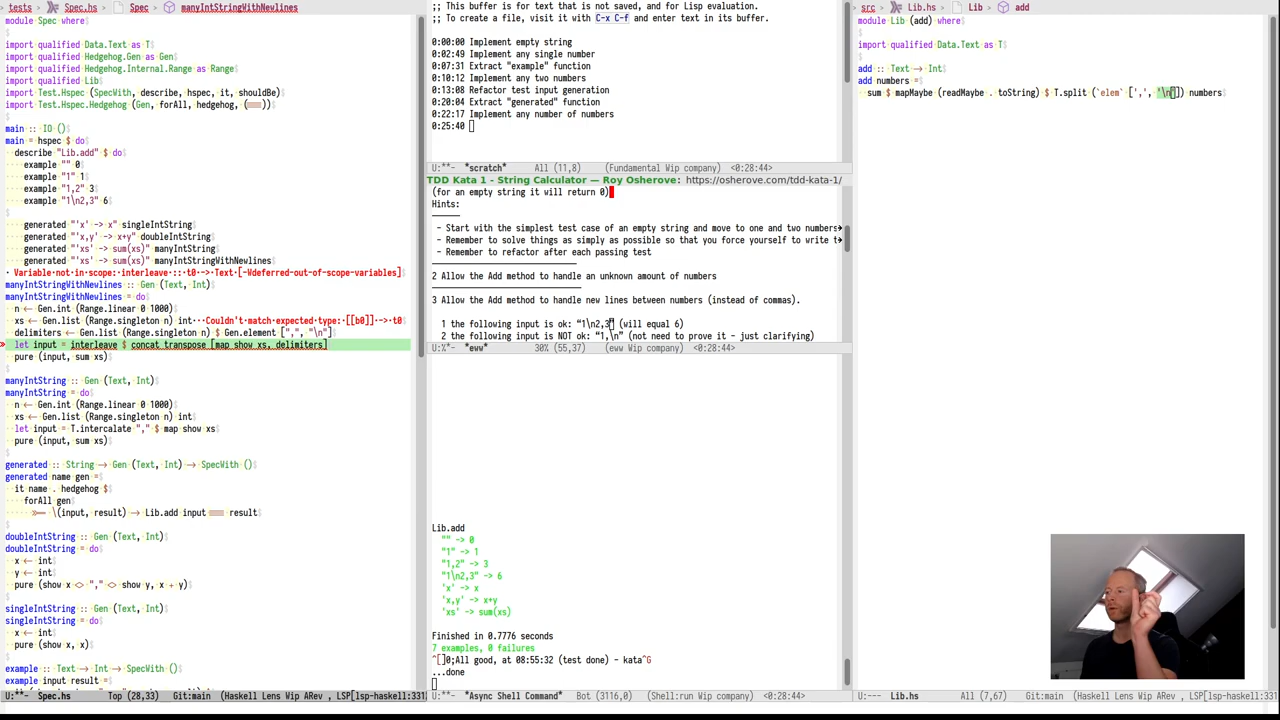 tests › Spec.hs › Spec › manyIntStringWithNewlines
module Spec where
import qualified Data.Text as T
import qualified Hedgehog.Gen as Gen
import qualified Hedgehog.Internal.Range as Range
import qualified Lib
import Test.Hspec (SpecWith, describe, hspec, it, shouldBe)
import Test.Hspec.Hedgehog (Gen, forAll, hedgehog, (===))
main :: IO ()
main = hspec $ do
describe "Lib.add" $ do
example "" 0
example "1" 1
example "1,2" 3
example "1\n2,3" 6
generated "'x' -> x" singleIntString
generated "'x,y' -> x+y" doubleIntString
generated "'xs' -> sum(xs)" manyIntString
generated "'xs' -> sum(xs)" manyIntStringWithNewlines
• Variable not in scope: interleave :: t0 -> Text [-Wdeferred-out-of-scope-variables]
manyIntStringWithNewlines :: Gen (Text, Int)
manyIntStringWithNewlines = do
n <- Gen.int (Range.linear 0 1000)
xs <- Gen.list (Range.singleton n) int • Couldn't match expected type: [[b0]] -> t0
delimiters <- Gen.list (Range.singleton n) $ Gen.element [",", "\n"]
let input = interleave $ concat transpose [map show xs, delimiters]
pure (input, sum xs)
manyIntString :: Gen (Text, Int)
manyIntString = do
n <- Gen.int (Range.linear 0 1000)
xs <- Gen.list (Range.singleton n) int
let input = T.intercalate "," $ map show xs
pure (input, sum xs)
generated :: String -> Gen (Text, Int) -> SpecWith ()
generated name gen =
it name . hedgehog $
forAll gen
>>= \(input, result) -> Lib.add input === result
doubleIntString :: Gen (Text, Int)
doubleIntString = do
x <- int
y <- int
pure (show x <> "," <> show y, x + y)
singleIntString :: Gen (Text, Int)
singleIntString = do
x <- int
pure (show x, x)
example :: Text -> Int -> SpecWith ()
example input result =
U:**- Spec.hs Top (28,33) Git:main (Haskell Lens Wip ARev , LSP[lsp-haskell:331
;; This buffer is for text that is not saved, and for Lisp evaluation.
;; To create a file, visit it with C-x C-f and enter text in its buffer.
0:00:00 Implement empty string
0:02:49 Implement any single number
0:07:31 Extract "example" function
0:10:12 Implement any two numbers
0:13:08 Refactor test input generation
0:20:04 Extract "generated" function
0:22:17 Implement any number of numbers
0:25:40
U:**- *scratch* All (11,8) (Fundamental Wip company) <0:28:44>
TDD Kata 1 - String Calculator — Roy Osherove: https://osherove.com/tdd-kata-1/
(for an empty string it will return 0)
Hints:
- Start with the simplest test case of an empty string and move to one and two numbers
- Remember to solve things as simply as possible so that you force yourself to write t
- Remember to refactor after each passing test
2 Allow the Add method to handle an unknown amount of numbers
3 Allow the Add method to handle new lines between numbers (instead of commas).
1 the following input is ok: “1\n2,3” (will equal 6)
2 the following input is NOT ok: “1,\n” (not need to prove it - just clarifying)
U:%*- *eww* 30% (55,37) (eww Wip company) <0:28:44>
Lib.add
"" -> 0
"1" -> 1
"1,2" -> 3
"1\n2,3" -> 6
'x' -> x
'x,y' -> x+y
'xs' -> sum(xs)
Finished in 0.7776 seconds
7 examples, 0 failures
^[]0;All good, at 08:55:32 (test done) - kata^G
...done
U:**- *Async Shell Command* Bot (3116,0) (Shell:run Wip company) <0:28:44>
src › Lib.hs › Lib › add
module Lib (add) where
import qualified Data.Text as T
add :: Text -> Int
add numbers =
sum $ mapMaybe (readMaybe . toString) $ T.split (`elem` [',', '\n']) numbers
U:--- Lib.hs All (7,67) Git:main (Haskell Lens Wip ARev , LSP[lsp-haskell:331